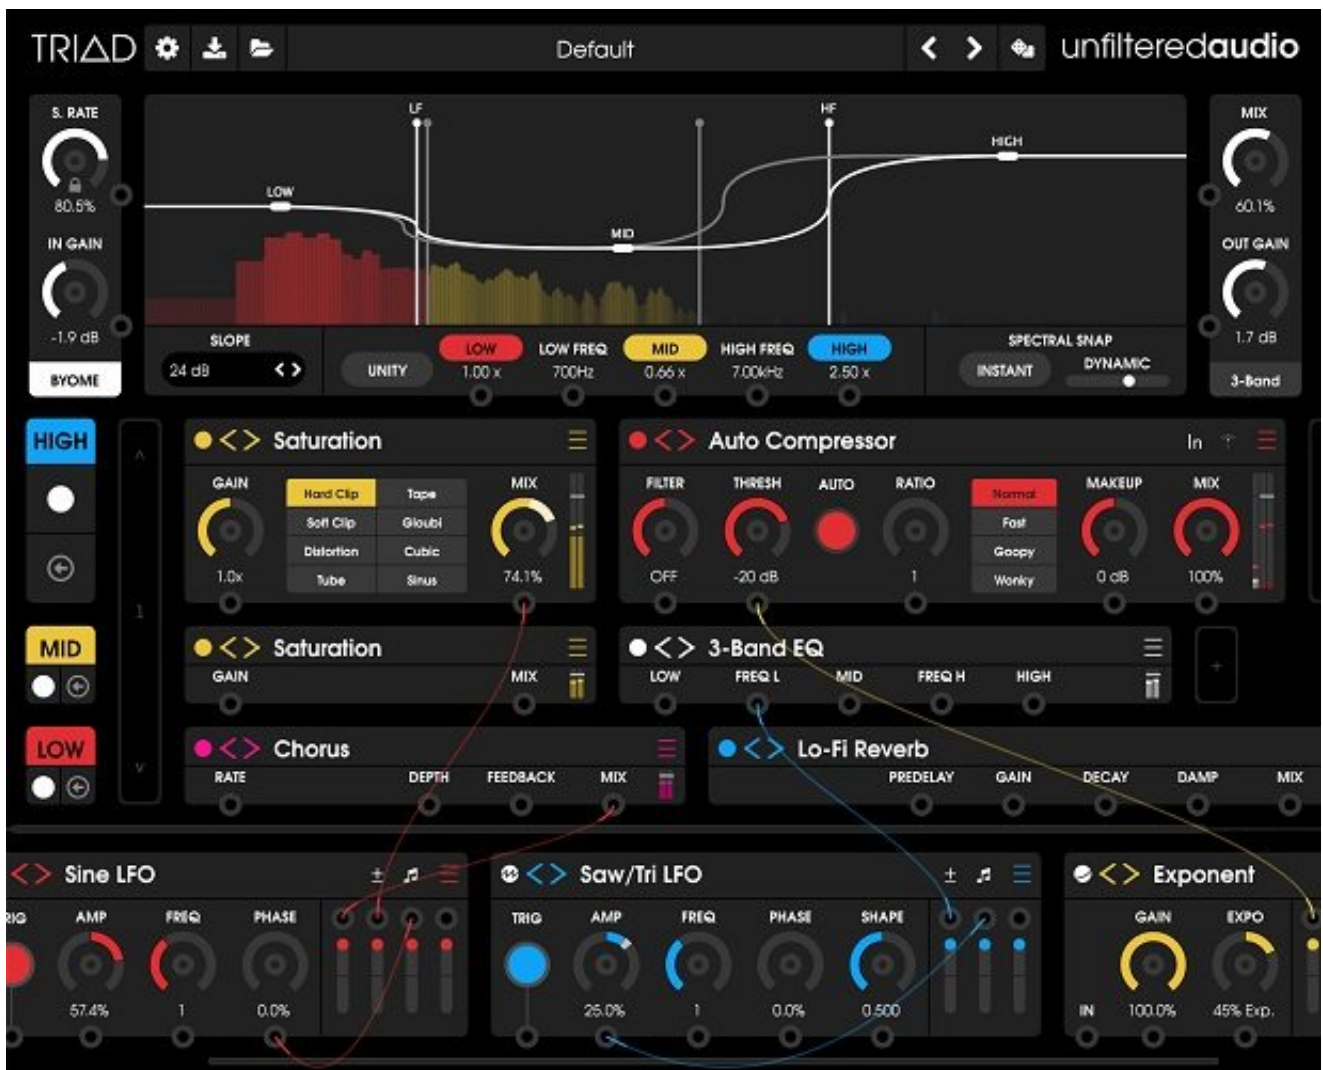 TRIΔD Default unfilteredaudio
S. RATE LF HF MIX
HIGH
80.5% LOW 60.1%
IN GAIN MID OUT GAIN
-1.9 dB SLOPE LOW LOW FREQ MID HIGH FREQ HIGH SPECTRAL SNAP 1.7 dB
24 dB < > UNITY 1.00 x 700Hz 0.66 x 7.00kHz 2.50 x INSTANT DYNAMIC
BYOME 3-Band
HIGH Saturation Auto Compressor In
GAIN MIX FILTER THRESH AUTO RATIO MAKEUP MIX
Hard Clip Tape Normal
Soft Clip Gloubi Fast
Distortion Cubic Goopy
Tube Sinus Wonky
1.0x 74.1% OFF -20 dB 1 0 dB 100%
1
MID Saturation 3-Band EQ
GAIN MIX LOW FREQ L MID FREQ H HIGH
+
LOW Chorus Lo-Fi Reverb
RATE DEPTH FEEDBACK MIX PREDELAY GAIN DECAY DAMP MIX
Sine LFO ± Saw/Tri LFO ± Exponent
RIG AMP FREQ PHASE TRIG AMP FREQ PHASE SHAPE GAIN EXPO
57.4% 1 0.0% 25.0% 1 0.0% 0.500 IN 100.0% 45% Exp.